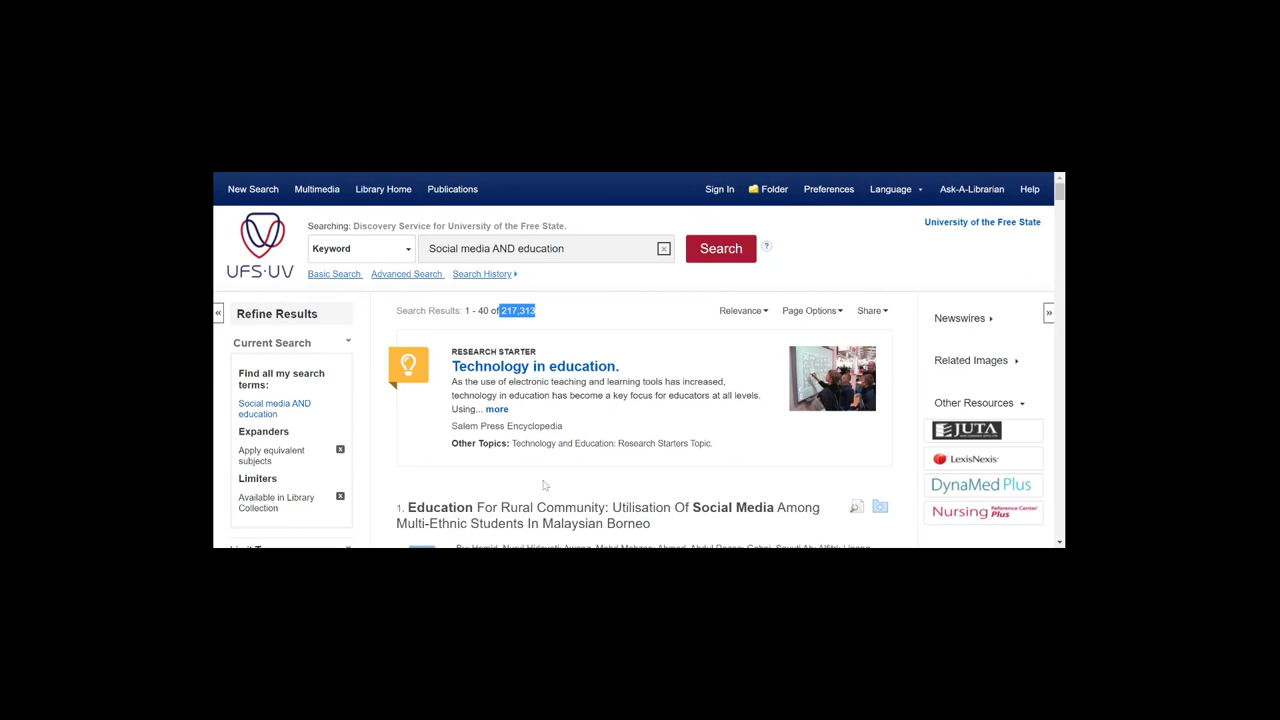 New Search Multimedia Library Home Publications Sign In Folder Preferences Language Ask-A-Librarian Help
Searching: Discovery Service for University of the Free State.
University of the Free State
Keyword Social media AND education Search ?
UFS·UV
Basic Search Advanced Search Search History
« Refine Results
Current Search
Find all my search
terms:
Social media AND
education
Expanders
Apply equivalent
subjects
Limiters
Available in Library
Collection
Search Results: 1 - 40 of 217,313 Relevance Page Options Share
RESEARCH STARTER
Technology in education.
As the use of electronic teaching and learning tools has increased,
technology in education has become a key focus for educators at all levels.
Using... more
Salem Press Encyclopedia
Other Topics: Technology and Education: Research Starters Topic.
1. Education For Rural Community: Utilisation Of Social Media Among
Multi-Ethnic Students In Malaysian Borneo
Newswires »
Related Images
Other Resources
JUTA
LexisNexis
DynaMed Plus
Nursing Reference Center Plus